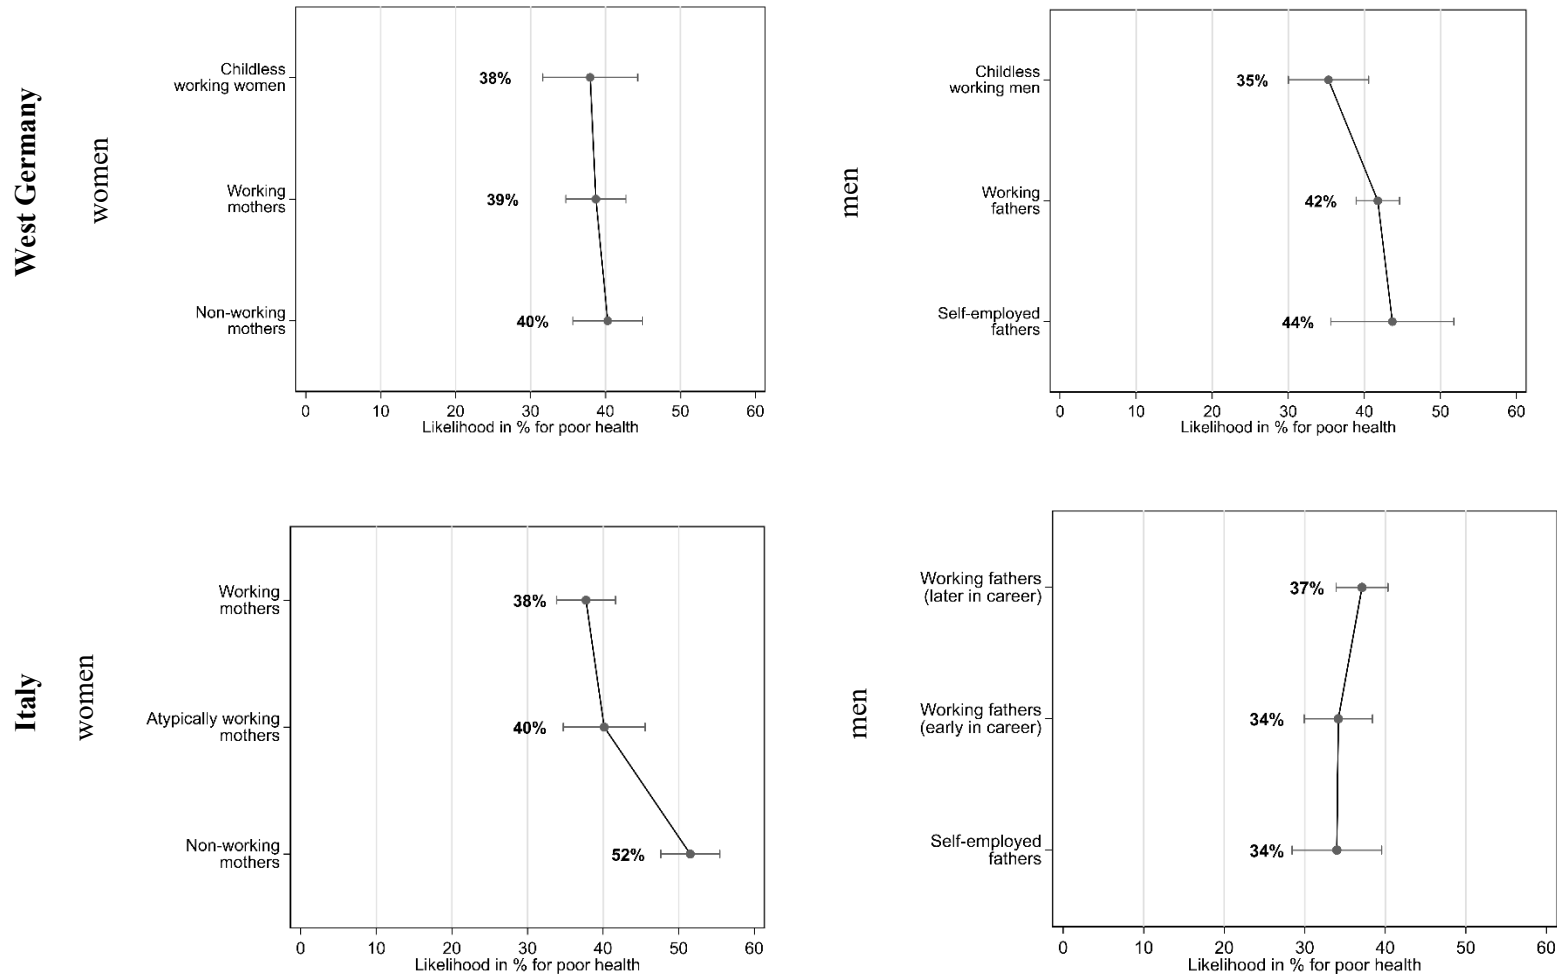 West Germany
women
Childless
working women
38%
Working
mothers
39%
Non-working
mothers
40%
0 10 20 30 40 50 60
Likelihood in % for poor health
men
Childless
working men
35%
Working
fathers
42%
Self-employed
fathers
44%
0 10 20 30 40 50 60
Likelihood in % for poor health
Italy
women
Working
mothers
38%
Atypically working
mothers
40%
Non-working
mothers
52%
0 10 20 30 40 50 60
Likelihood in % for poor health
men
Working fathers
(later in career)
37%
Working fathers
(early in career)
34%
Self-employed
fathers
34%
0 10 20 30 40 50 60
Likelihood in % for poor health